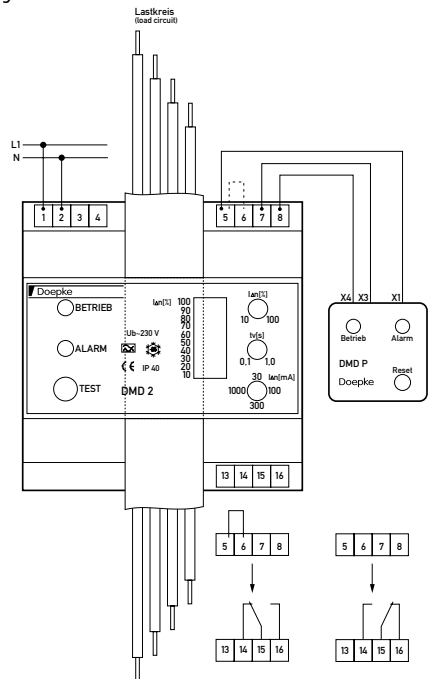 g
Lastkreis
(load circuit)
L1
N
1 2 3 4
5 6 7 8
Doepke
BETRIEB
ALARM
TEST
I∆n[%]
100
90
80
70
60
50
40
30
20
10
Ub~230 V
CE IP 40
DMD 2
I∆n[%]
10 100
tv[s]
0,1 1,0
30 I∆n[mA]
1000 100
300
X4 X3 X1
Betrieb Alarm
DMD P
Doepke
Reset
13 14 15 16
5 6 7 8
5 6 7 8
13 14 15 16
13 14 15 16